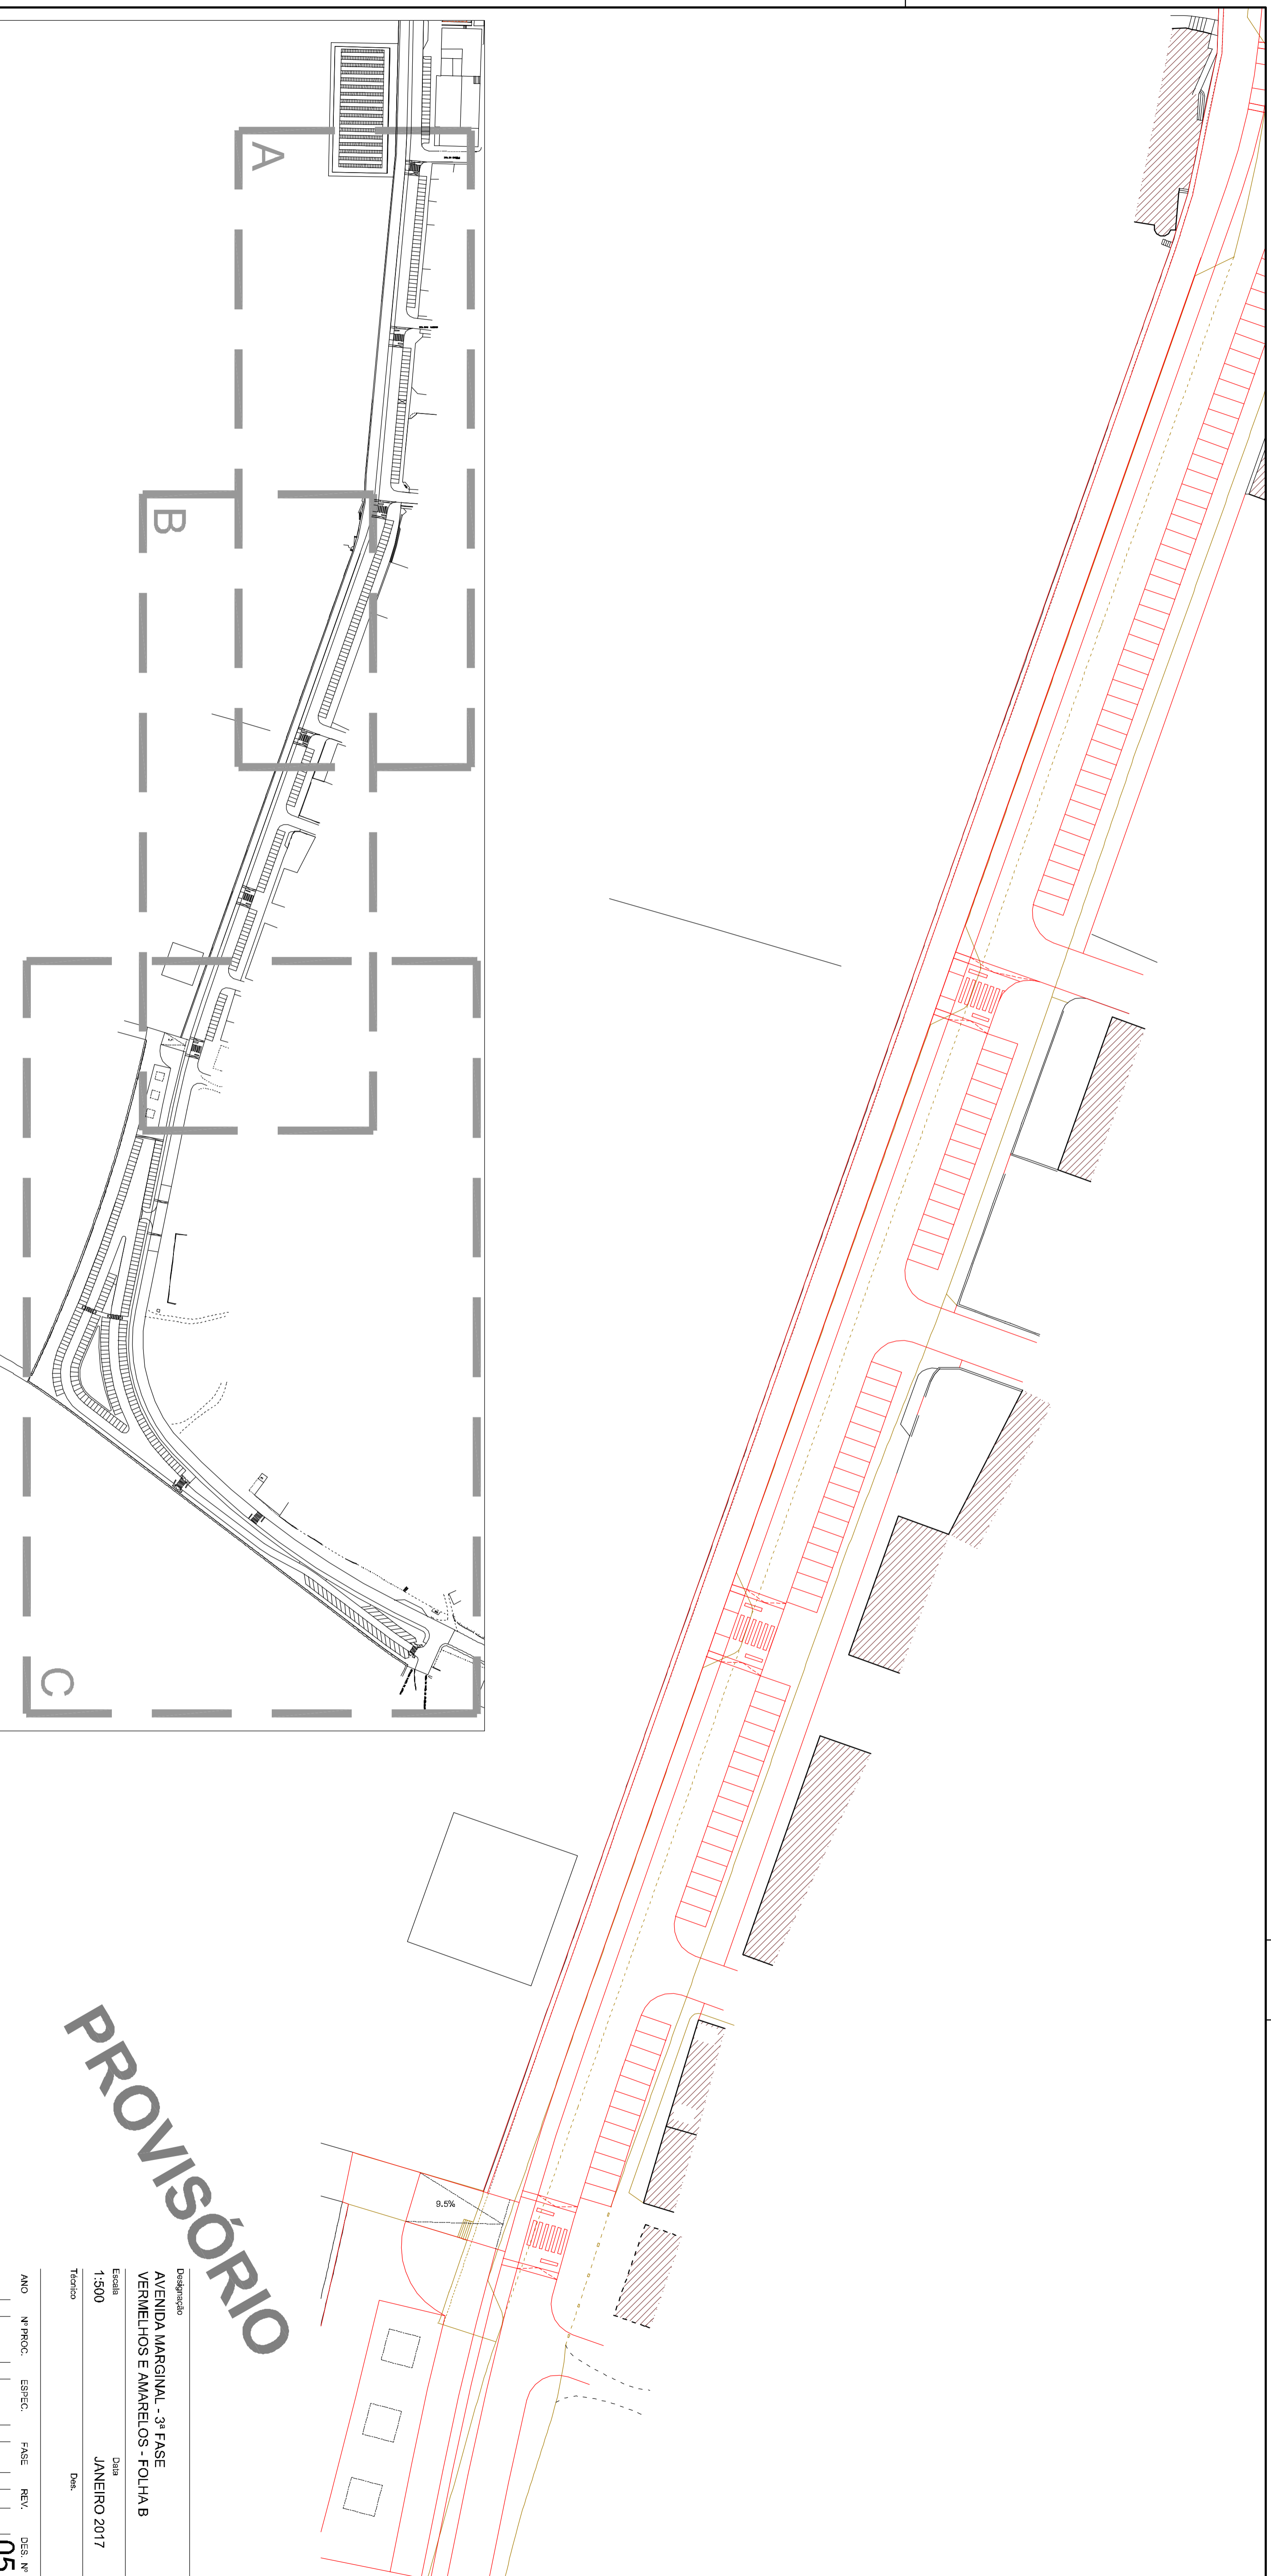 A
B
C
9.5%
PROVISÓRIO
Designação
AVENIDA MARGINAL - 3ª FASE
VERMELHOS E AMARELOS - FOLHA B
Escala
1:500
Data
JANEIRO 2017
Técnico
Des.
ANO Nº PROC. ESPEC. FASE REV. DES. Nº
05